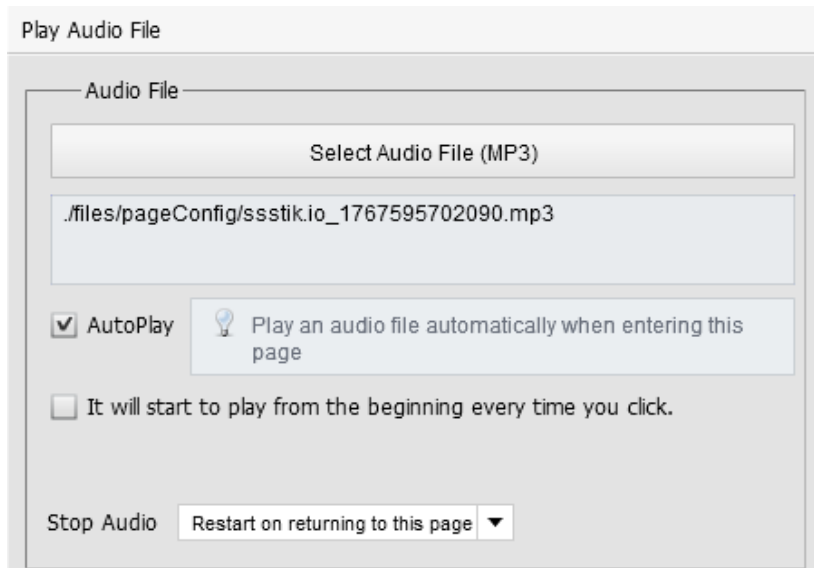 Play Audio File
Audio File
Select Audio File (MP3)
./files/pageConfig/ssstik.io_1767595702090.mp3
AutoPlay
Play an audio file automatically when entering this
page
It will start to play from the beginning every time you click.
Stop Audio
Restart on returning to this page